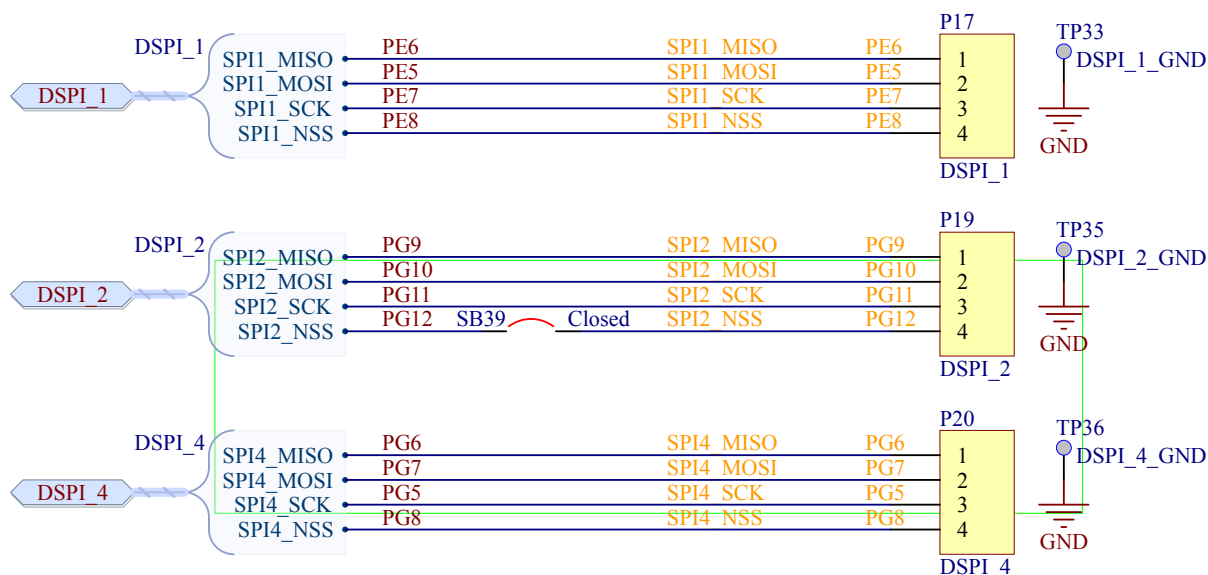 P17
TP33
DSPI_1 SPI1_MISO PE6 SPI1_MISO PE6 1 DSPI_1_GND
SPI1_MOSI PE5 SPI1_MOSI PE5 2
DSPI_1 SPI1_SCK PE7 SPI1_SCK PE7 3
SPI1_NSS PE8 SPI1_NSS PE8 4 GND
DSPI_1
P19
TP35
DSPI_2 SPI2_MISO PG9 SPI2_MISO PG9 1 DSPI_2_GND
SPI2_MOSI PG10 SPI2_MOSI PG10 2
DSPI_2 SPI2_SCK PG11 SPI2_SCK PG11 3
SPI2_NSS PG12 SB39 Closed SPI2_NSS PG12 4 GND
DSPI_2
P20
TP36
DSPI_4 SPI4_MISO PG6 SPI4_MISO PG6 1 DSPI_4_GND
SPI4_MOSI PG7 SPI4_MOSI PG7 2
DSPI_4 SPI4_SCK PG5 SPI4_SCK PG5 3
SPI4_NSS PG8 SPI4_NSS PG8 4 GND
DSPI_4